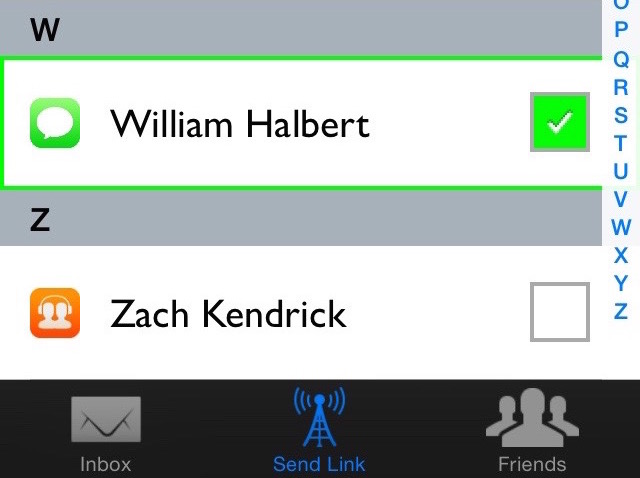 W
William Halbert
Z
Zach Kendrick
O
P
Q
R
S
T
U
V
W
X
Y
Z
Inbox
Send Link
Friends